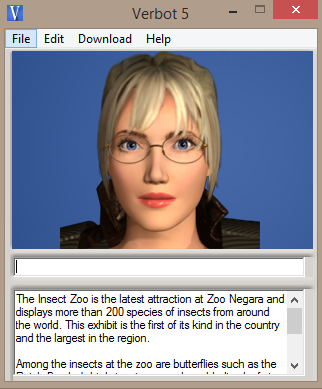 Verbot 5
File Edit Download Help
The Insect Zoo is the latest attraction at Zoo Negara and
displays more than 200 species of insects from around
the world. This exhibit is the first of its kind in the country
and the largest in the region.
Among the insects at the zoo are butterflies such as the